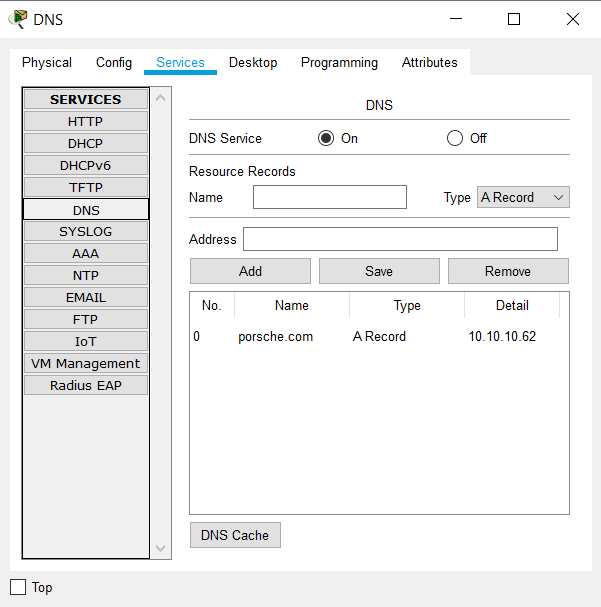 DNS
Physical Config Services Desktop Programming Attributes
SERVICES
HTTP
DHCP
DHCPv6
TFTP
DNS
SYSLOG
AAA
NTP
EMAIL
FTP
IoT
VM Management
Radius EAP
DNS
DNS Service On Off
Resource Records
Name Type A Record
Address
Add Save Remove
No. Name Type Detail
0 porsche.com A Record 10.10.10.62
DNS Cache
Top